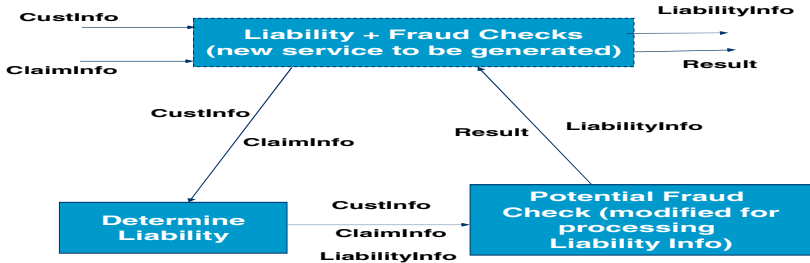 CustInfo
ClaimInfo
Liability + Fraud Checks
(new service to be generated)
LiabilityInfo
Result
CustInfo
ClaimInfo
Result
LiabilityInfo
Determine
Liability
CustInfo
ClaimInfo
LiabilityInfo
Potential Fraud
Check (modified for
processing
Liability Info)